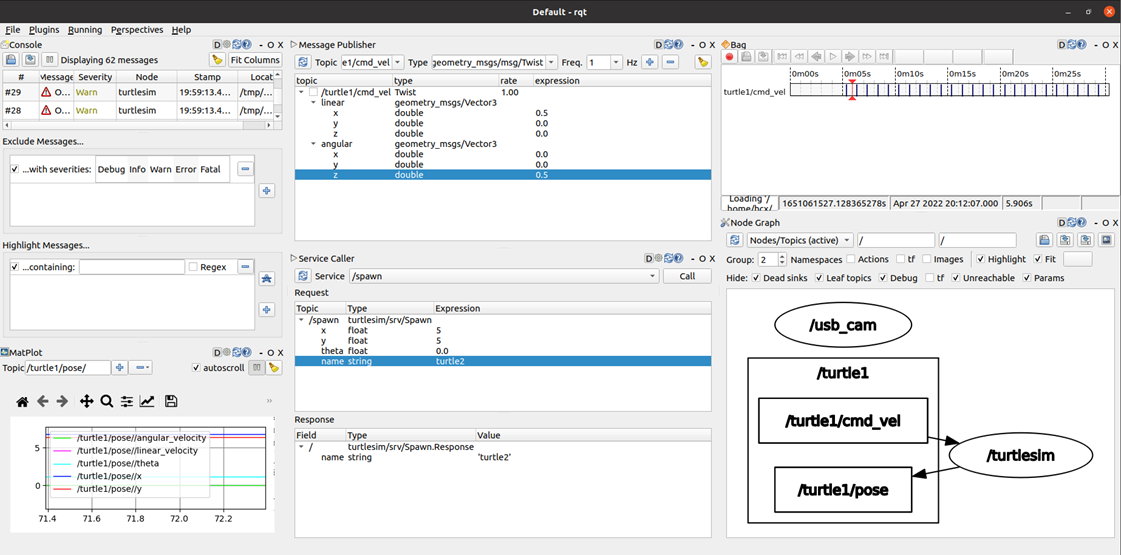 Default - rqt
File Plugins Running Perspectives Help
Console
Displaying 62 messages Fit Columns
# Message Severity Node Stamp Locat
#29 O... Warn turtlesim 19:59:13.4... /tmp/...
#28 O... Warn turtlesim 19:59:13.4... /tmp/...
Exclude Messages...
...with severities: Debug Info Warn Error Fatal
Highlight Messages...
...containing: Regex
MatPlot
Topic /turtle1/pose/ autoscroll
/turtle1/pose//angular_velocity
/turtle1/pose//linear_velocity
/turtle1/pose//theta
/turtle1/pose//x
/turtle1/pose//y
5
0
71.4 71.6 71.8 72.0 72.2
Message Publisher
Topic e1/cmd_vel Type geometry_msgs/msg/Twist Freq. 1 Hz
topic type rate expression
/turtle1/cmd_vel Twist 1.00
linear geometry_msgs/Vector3
x double 0.5
y double 0.0
z double 0.0
angular geometry_msgs/Vector3
x double 0.0
y double 0.0
z double 0.5
Service Caller
Service /spawn Call
Request
Topic Type Expression
/spawn turtlesim/srv/Spawn
x float 5
y float 5
theta float 0.0
name string turtle2
Response
Field Type Value
/ turtlesim/srv/Spawn.Response
name string 'turtle2'
Bag
0m00s 0m05s 0m10s 0m15s 0m20s 0m25s
turtle1/cmd_vel
Loading '/
home/hcx/... 1651061527.128365278s Apr 27 2022 20:12:07.000 5.906s
Node Graph
Nodes/Topics (active) / /
Group: 2 Namespaces Actions tf Images Highlight Fit
Hide: Dead sinks Leaf topics Debug tf Unreachable Params
/usb_cam
/turtle1
/turtle1/cmd_vel
/turtlesim
/turtle1/pose